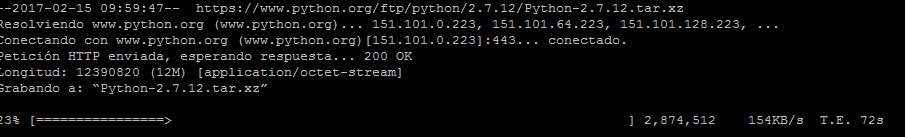 --2017-02-15 09:59:47--  https://www.python.org/ftp/python/2.7.12/Python-2.7.12.tar.xz
Resolviendo www.python.org (www.python.org)... 151.101.0.223, 151.101.64.223, 151.101.128.223, ...
Conectando con www.python.org (www.python.org)[151.101.0.223]:443... conectado.
Petición HTTP enviada, esperando respuesta... 200 OK
Longitud: 12390820 (12M) [application/octet-stream]
Grabando a: “Python-2.7.12.tar.xz”
23% [================>                                                          ] 2,874,512    154KB/s  T.E. 72s